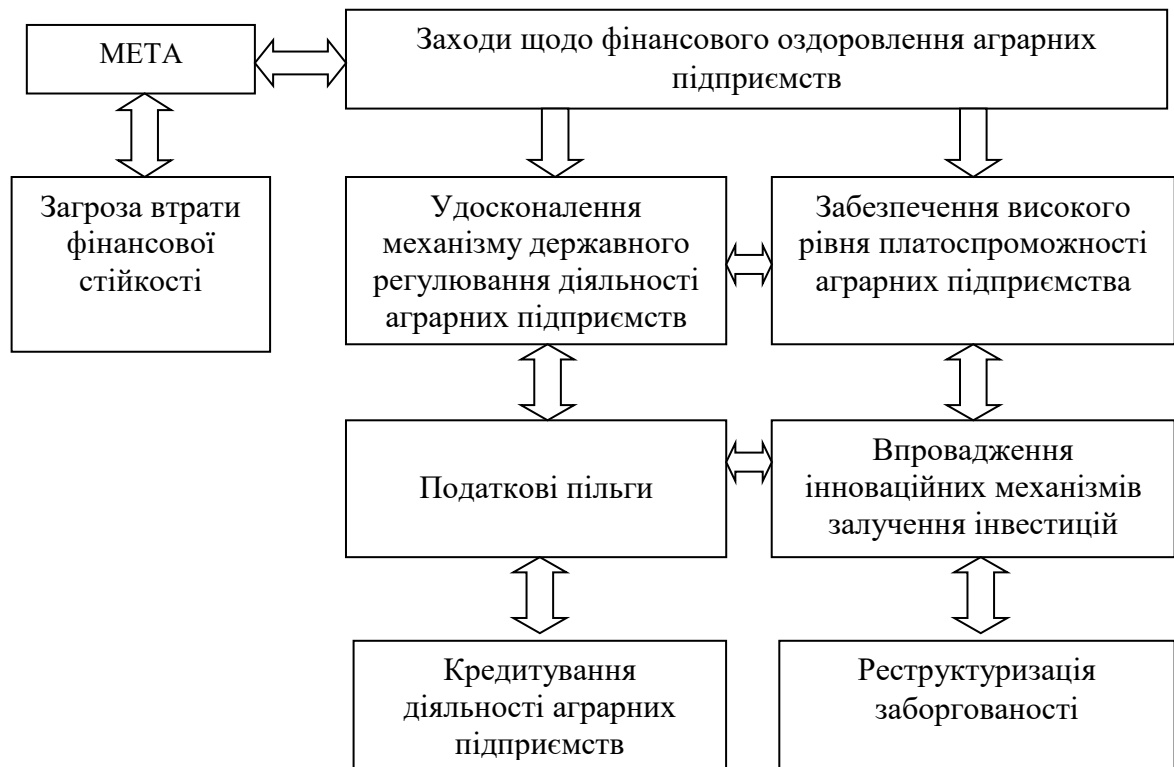 МЕТА
Заходи щодо фінансового оздоровлення аграрних
підприємств
Загроза втрати
фінансової
стійкості
Удосконалення
механізму державного
регулювання діяльності
аграрних підприємств
Забезпечення високого
рівня платоспроможності
аграрних підприємства
Податкові пільги
Впровадження
інноваційних механізмів
залучення інвестицій
Кредитування
діяльності аграрних
підприємств
Реструктуризація
заборгованості